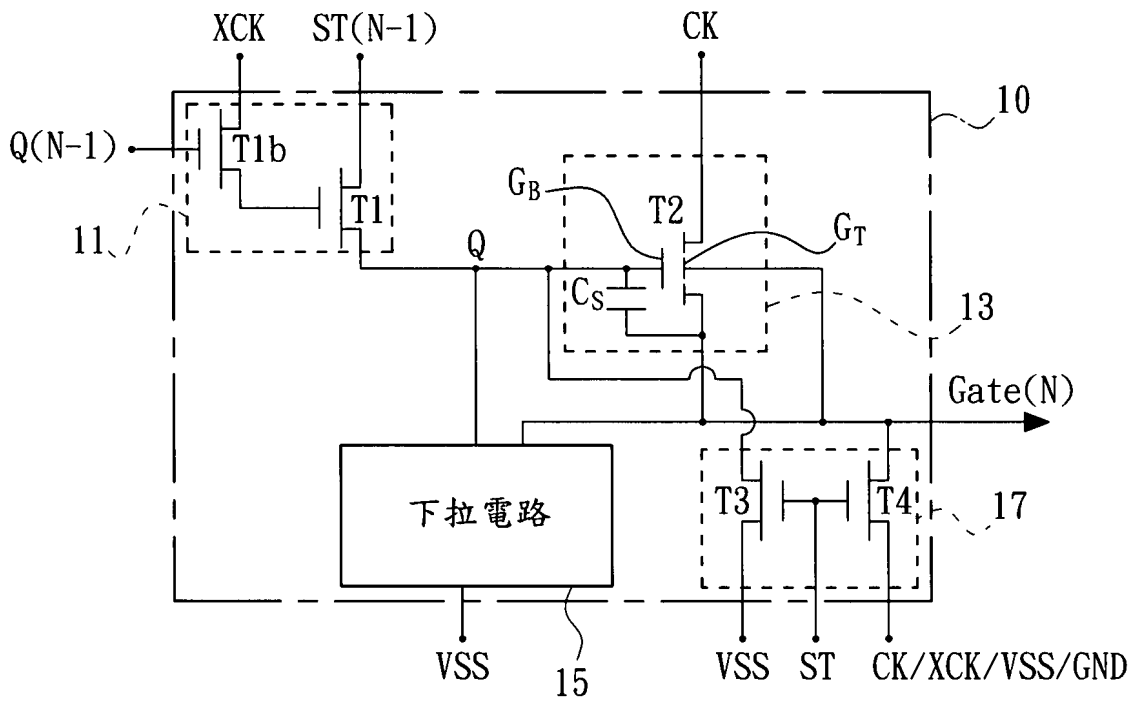 XCK
ST(N-1)
CK
10
Q(N-1)
T1b
T1
11
GB
T2
GT
Q
CS
13
Gate(N)
下拉電路
T3
T4
17
VSS
15
VSS
ST
CK/XCK/VSS/GND